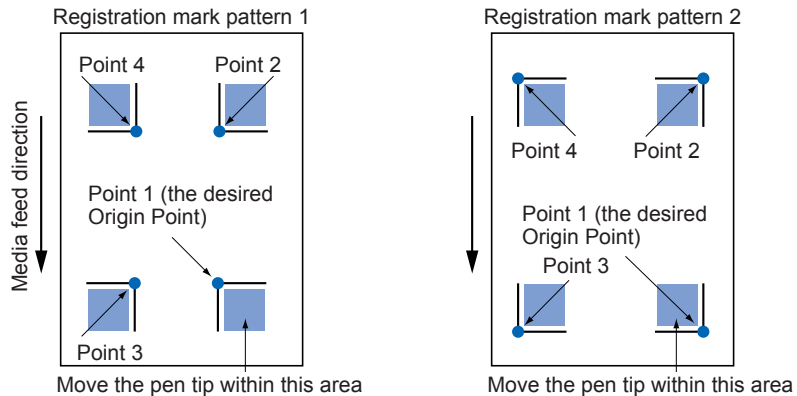 Registration mark pattern 1
Point 4
Point 2
Media feed direction
Point 1 (the desired
Origin Point)
Point 3
Move the pen tip within this area
Registration mark pattern 2
Point 4
Point 2
Point 1 (the desired
Origin Point)
Point 3
Move the pen tip within this area